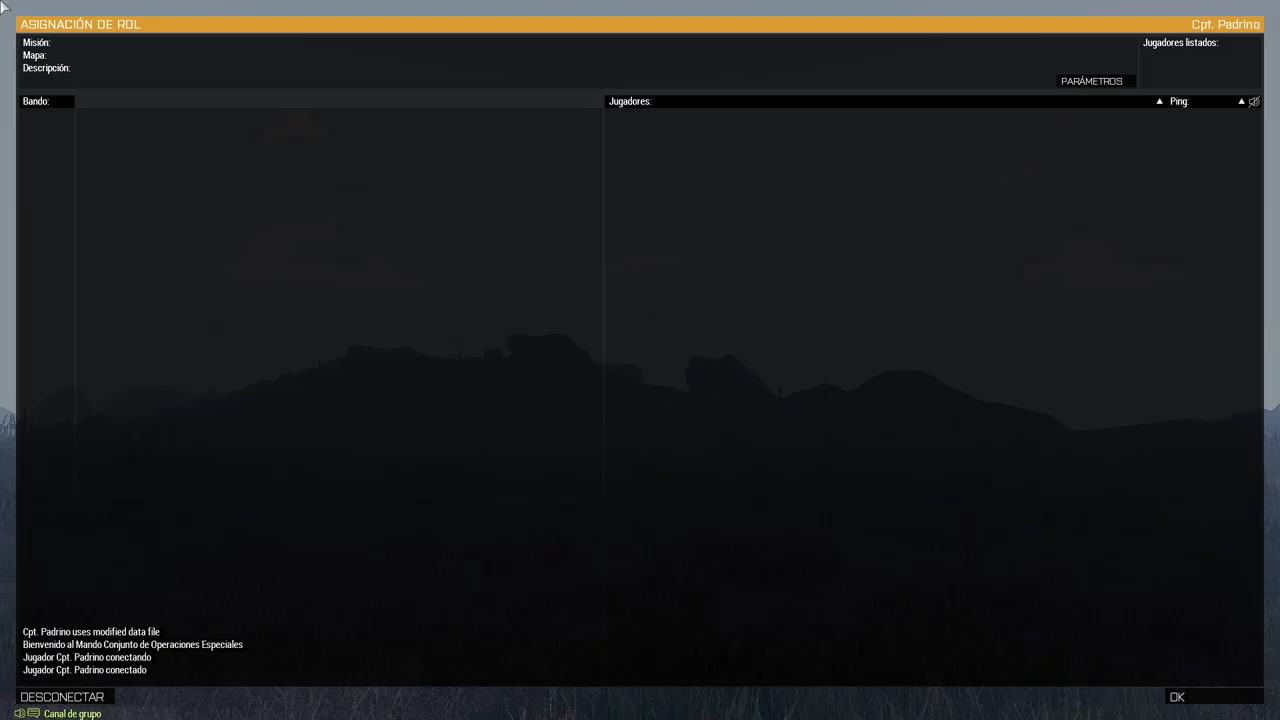 ASIGNACIÓN DE ROL Cpt. Padrino
Misión: Jugadores listados:
Mapa:
Descripción:
PARÁMETROS
Bando: Jugadores: Ping:
Cpt. Padrino uses modified data file
Bienvenido al Mando Conjunto de Operaciones Especiales
Jugador Cpt. Padrino conectando
Jugador Cpt. Padrino conectado
DESCONECTAR OK
Canal de grupo